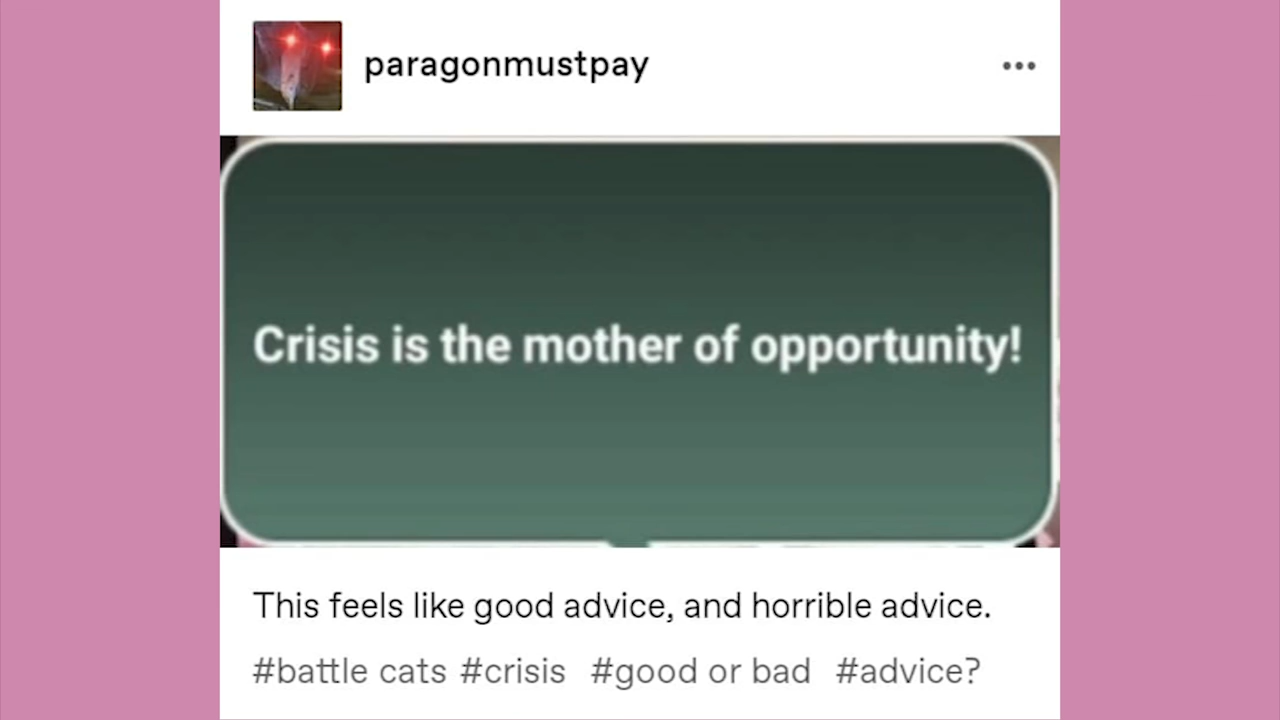 paragonmustpay
Crisis is the mother of opportunity!
This feels like good advice, and horrible advice.
#battle cats #crisis #good or bad #advice?